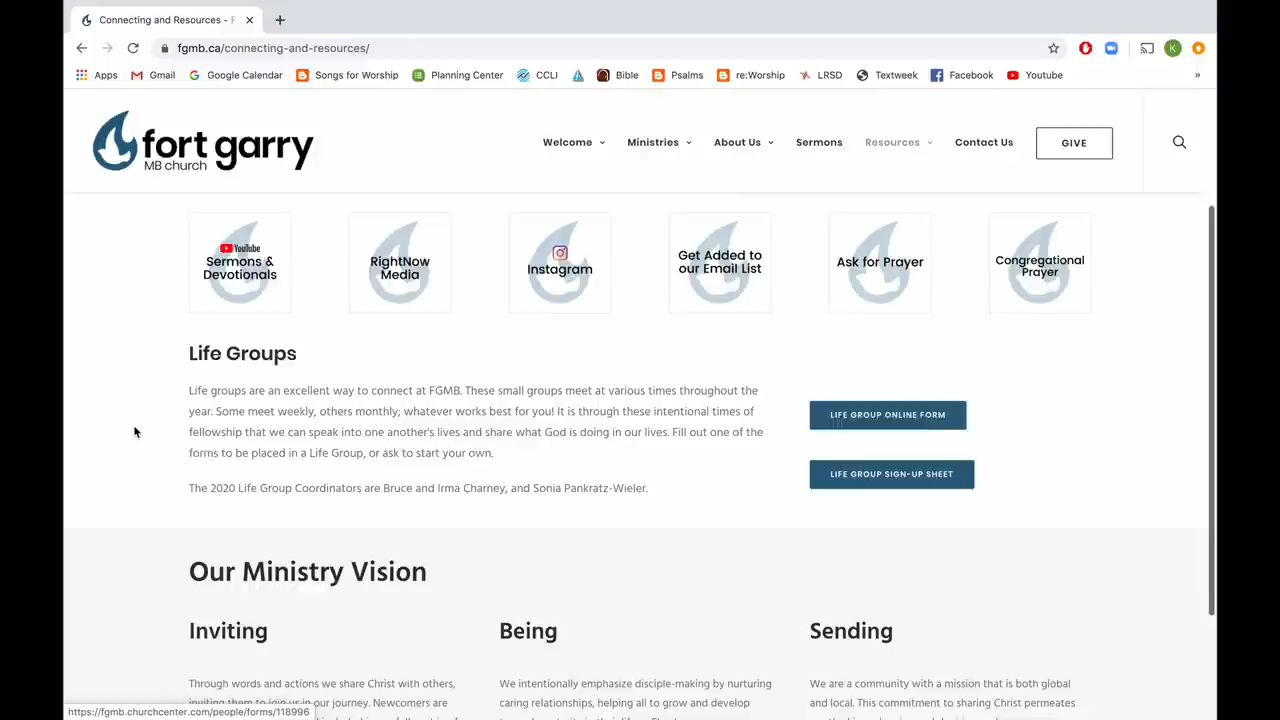 Connecting and Resources - F
fgmb.ca/connecting-and-resources/
Apps Gmail Google Calendar Songs for Worship Planning Center CCLI Bible Psalms re:Worship LRSD Textweek Facebook Youtube »
fort garry
MB church
Welcome Ministries About Us Sermons Resources Contact Us GIVE
YouTube
Sermons &
Devotionals
RightNow
Media
Instagram
Get Added to
our Email List
Ask for Prayer
Congregational
Prayer
Life Groups
Life groups are an excellent way to connect at FGMB. These small groups meet at various times throughout the
year. Some meet weekly, others monthly; whatever works best for you! It is through these intentional times of
fellowship that we can speak into one another's lives and share what God is doing in our lives. Fill out one of the
forms to be placed in a Life Group, or ask to start your own.
The 2020 Life Group Coordinators are Bruce and Irma Charney, and Sonia Pankratz-Wieler.
LIFE GROUP ONLINE FORM
LIFE GROUP SIGN-UP SHEET
Our Ministry Vision
Inviting
Through words and actions we share Christ with others,
inviting them to join us in our journey. Newcomers are
Being
We intentionally emphasize disciple-making by nurturing
caring relationships, helping all to grow and develop
Sending
We are a community with a mission that is both global
and local. This commitment to sharing Christ permeates
https://fgmb.churchcenter.com/people/forms/118996